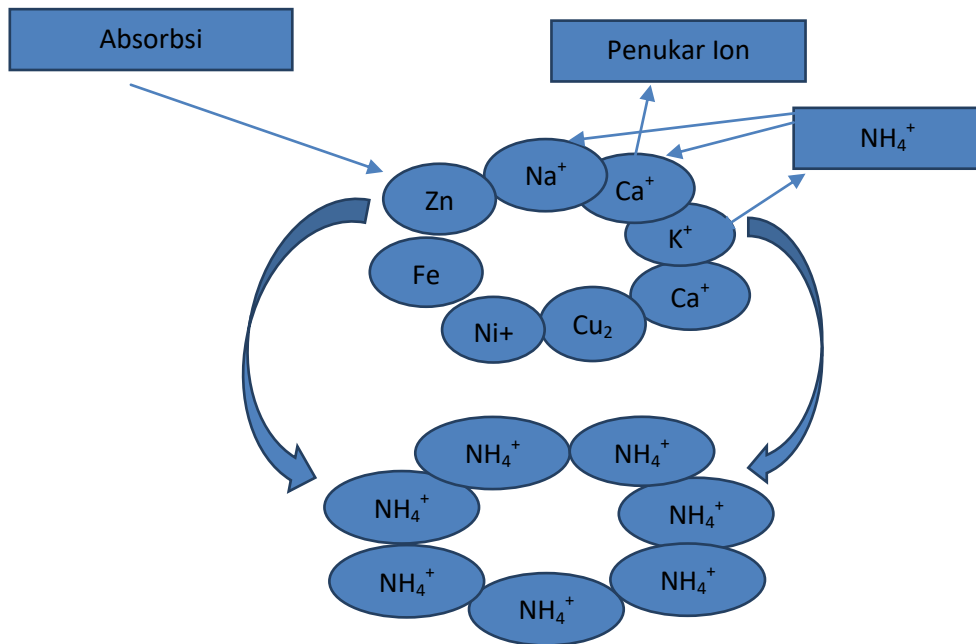 Absorbsi
Penukar Ion
NH₄⁺
Na⁺
Ca⁺
Zn
K⁺
Fe
Ca⁺
Ni+
Cu₂
NH₄⁺
NH₄⁺
NH₄⁺
NH₄⁺
NH₄⁺
NH₄⁺
NH₄⁺